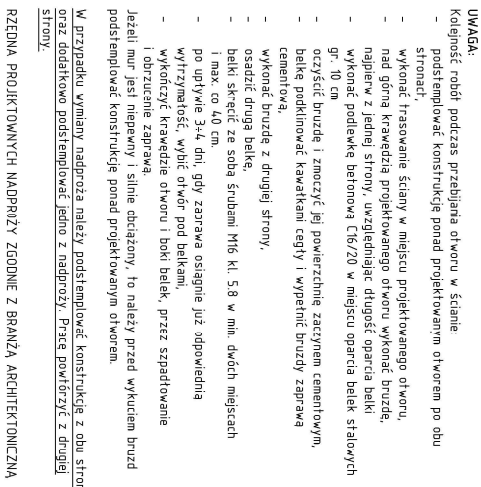 UWAGA:
Kolejność robót podczas przebijania otworu w ścianie
- podstemplować konstrukcję ponad projektowanym otworem po obu
stronach,
- wykonać trasowanie ściany w miejscu projektowanego otworu,
- nad górną krawędzią projektowanego otworu wykonać bruzdę,
najpierw z jednej strony, uwzględniając długość oparcia belki
- wykonać podlewkę betonową C16/20 w miejscu oparcia belek stalowych
gr. 10 cm
- oczyścić bruzdę i zmoczyć jej powierzchnię zaczynem cementowym,
- belkę podklinować kawałkami cegły i wypełnić bruzdy zaprawą
cementową,
- wykonać bruzdę z drugiej strony,
- osadzić drugą belkę,
- belki skręcić ze sobą śrubami M16 kl. 5.8 w min. dwóch miejscach
i max. co 40 cm.
- po upływie 3÷4 dni, gdy zaprawa osiągnie już odpowiednią
wytrzymałość, wybić otwór pod belkami,
- wykończyć krawędzie otworu i boki belek, przez szpadłowanie
i obrzucenie zaprawą.
Jeżeli mur jest niepewny i silnie obciążony, to należy przed wykuciem bruzd
podstemplować konstrukcję ponad projektowanym otworem.
W przypadku wymiany nadproża należy podstemplować konstrukcję z obu stron
oraz dodatkowo podstemplować jedno z nadproży. Prace powtórzyć z drugiej
strony.
RZĘDNA PROJKTOWNYCH NADPROŻY ZGODNIE Z BRANŻĄ ARCHITEKTONICZNĄ